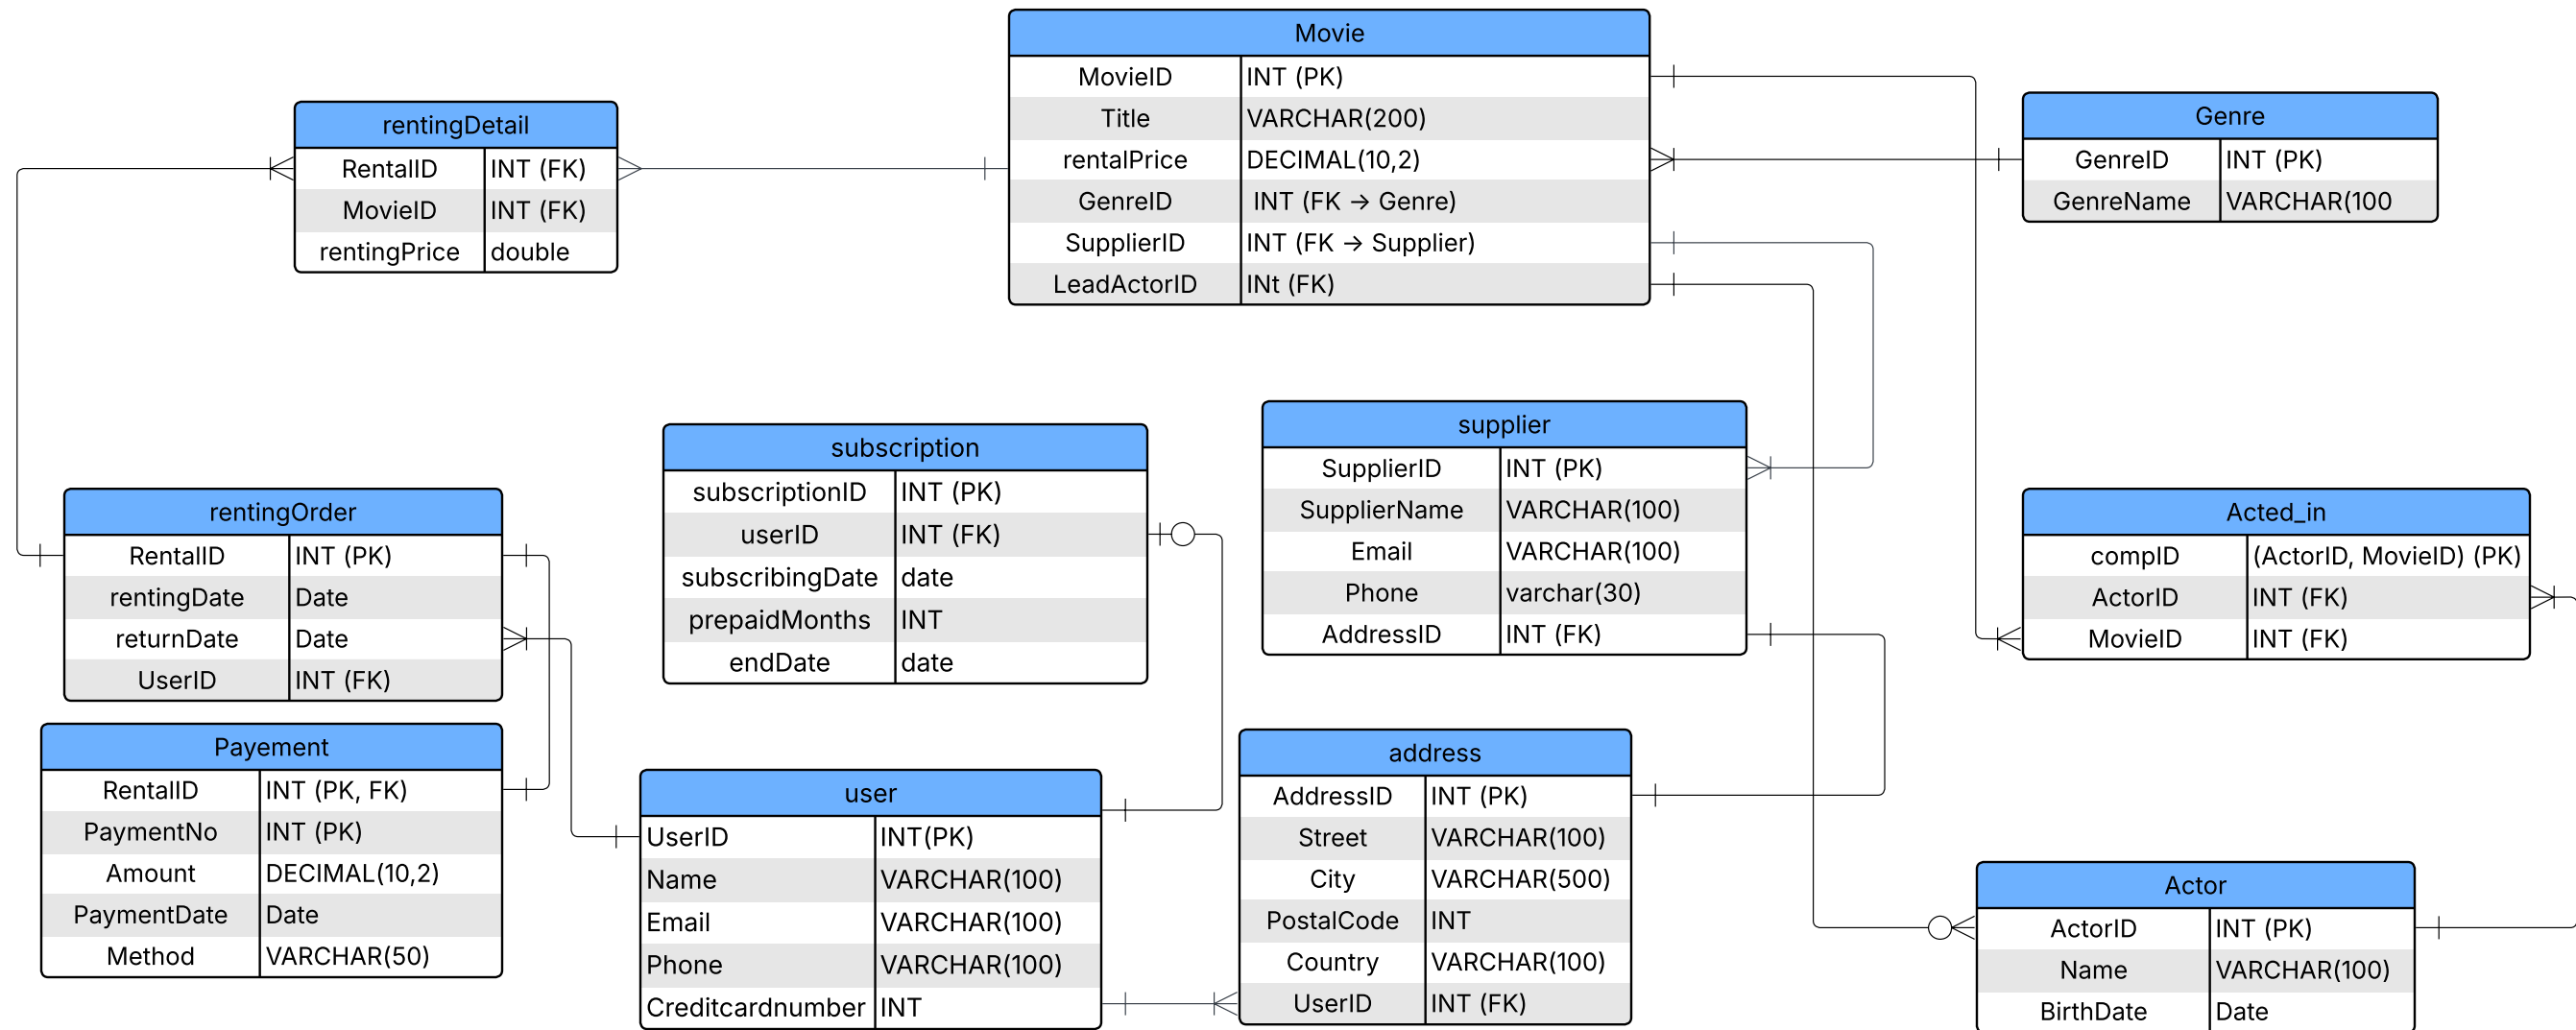 Movie
MovieID INT (PK)
Title VARCHAR(200)
rentalPrice DECIMAL(10,2)
GenreID INT (FK → Genre)
SupplierID INT (FK → Supplier)
LeadActorID INt (FK)
rentingDetail
RentalID INT (FK)
MovieID INT (FK)
rentingPrice double
Genre
GenreID INT (PK)
GenreName VARCHAR(100
subscription
subscriptionID INT (PK)
userID INT (FK)
subscribingDate date
prepaidMonths INT
endDate date
supplier
SupplierID INT (PK)
SupplierName VARCHAR(100)
Email VARCHAR(100)
Phone varchar(30)
AddressID INT (FK)
rentingOrder
RentalID INT (PK)
rentingDate Date
returnDate Date
UserID INT (FK)
Acted_in
compID (ActorID, MovieID) (PK)
ActorID INT (FK)
MovieID INT (FK)
Payement
RentalID INT (PK, FK)
PaymentNo INT (PK)
Amount DECIMAL(10,2)
PaymentDate Date
Method VARCHAR(50)
user
UserID INT(PK)
Name VARCHAR(100)
Email VARCHAR(100)
Phone VARCHAR(100)
Creditcardnumber INT
address
AddressID INT (PK)
Street VARCHAR(100)
City VARCHAR(500)
PostalCode INT
Country VARCHAR(100)
UserID INT (FK)
Actor
ActorID INT (PK)
Name VARCHAR(100)
BirthDate Date